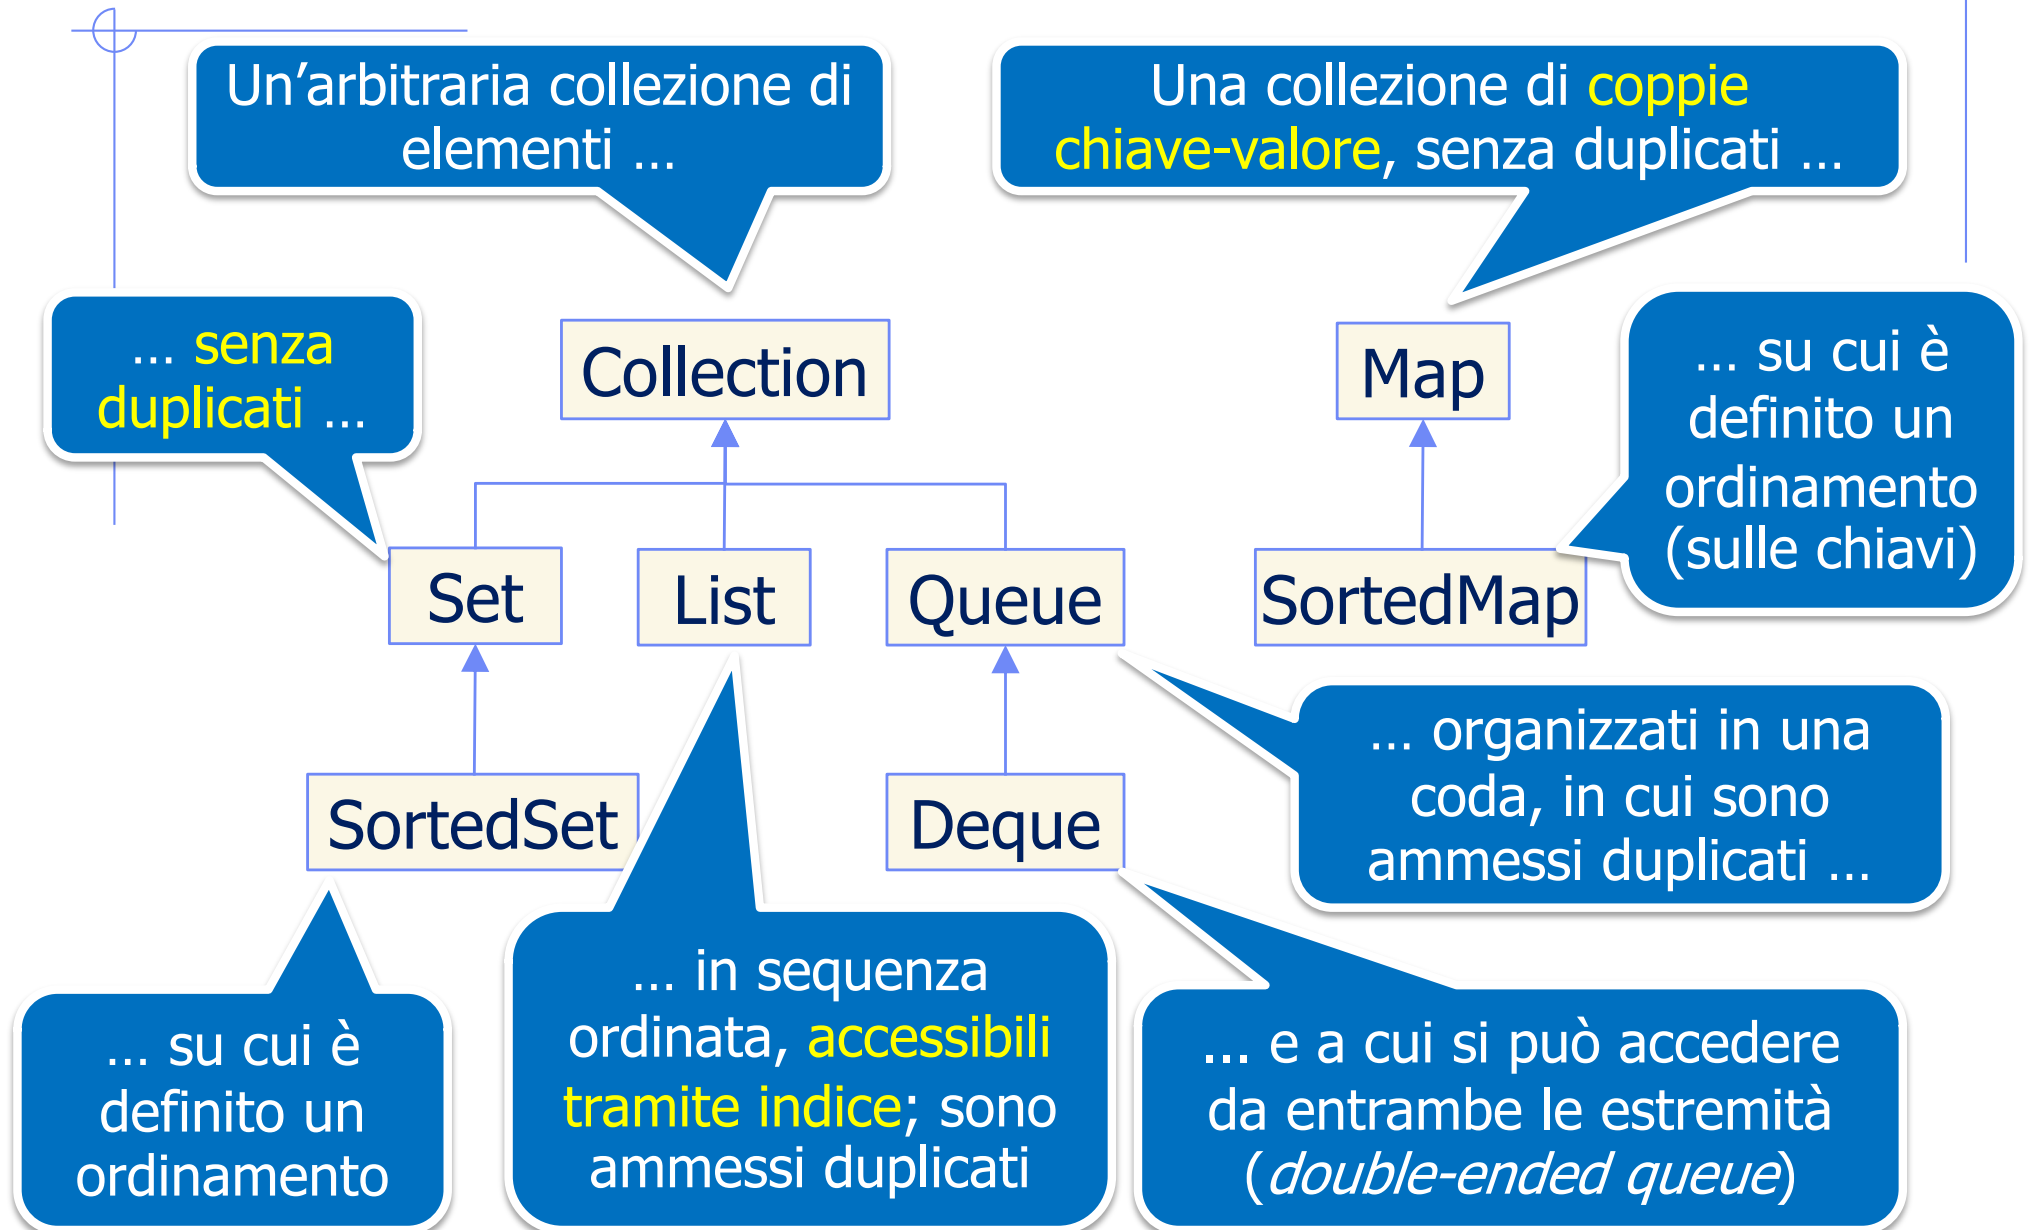 Un’arbitraria collezione di
elementi …
Una collezione di coppie
chiave-valore, senza duplicati …
… senza
duplicati …
Collection
Map
… su cui è
definito un
ordinamento
(sulle chiavi)
Set
List
Queue
SortedMap
… organizzati in una
coda, in cui sono
ammessi duplicati …
SortedSet
Deque
… su cui è
definito un
ordinamento
… in sequenza
ordinata, accessibili
tramite indice; sono
ammessi duplicati
... e a cui si può accedere
da entrambe le estremità
(double-ended queue)